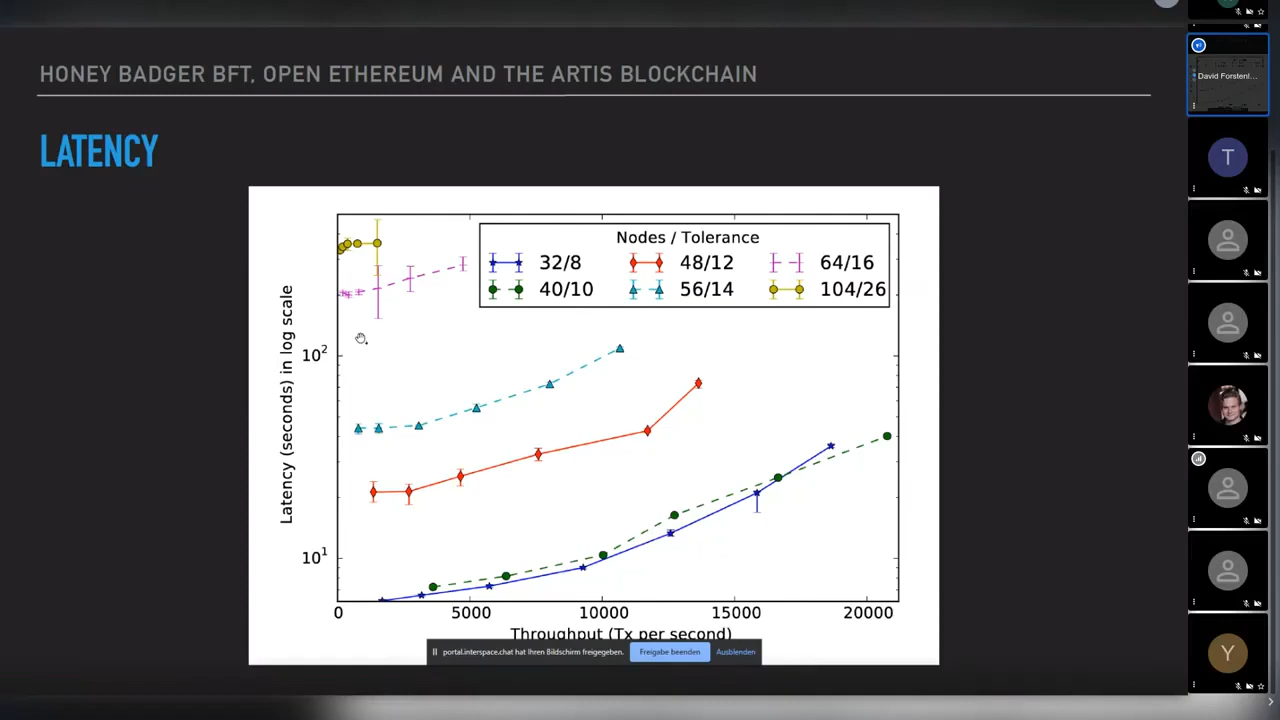 HONEY BADGER BFT, OPEN ETHEREUM AND THE ARTIS BLOCKCHAIN
LATENCY
Nodes / Tolerance
32/8
48/12
64/16
40/10
56/14
104/26
Latency (seconds) in log scale
10²
10¹
0
5000
10000
15000
20000
Throughput (Tx per second)
portal.interspace.chat hat Ihren Bildschirm freigegeben.
Freigabe beenden
Ausblenden
David Forstenl...
T
Y